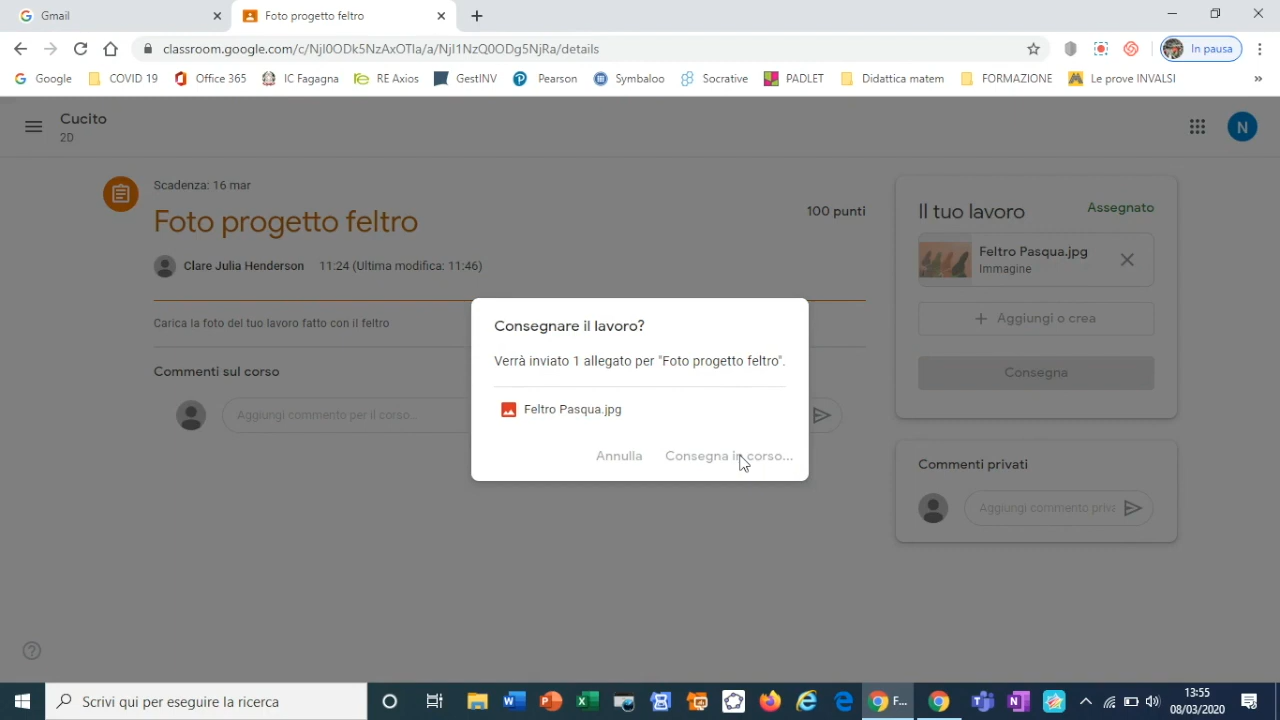 Gmail
Foto progetto feltro
classroom.google.com/c/NjI0ODk5NzAxOTIa/a/NjI1NzQ0ODg5NjRa/details
In pausa
Google
COVID 19
Office 365
IC Fagagna
RE Axios
GestINV
Pearson
Symbaloo
Socrative
PADLET
Didattica matem
FORMAZIONE
Le prove INVALSI
»
Cucito
2D
N
Scadenza: 16 mar
Foto progetto feltro
100 punti
Clare Julia Henderson 11:24 (Ultima modifica: 11:46)
Carica la foto del tuo lavoro fatto con il feltro
Commenti sul corso
Aggiungi commento per il corso...
Il tuo lavoro
Assegnato
Feltro Pasqua.jpg
Immagine
+ Aggiungi o crea
Consegna
Commenti privati
Aggiungi commento priva
Consegnare il lavoro?
Verrà inviato 1 allegato per "Foto progetto feltro".
Feltro Pasqua.jpg
Annulla
Consegna in corso...
Scrivi qui per eseguire la ricerca
F...
13:55
08/03/2020